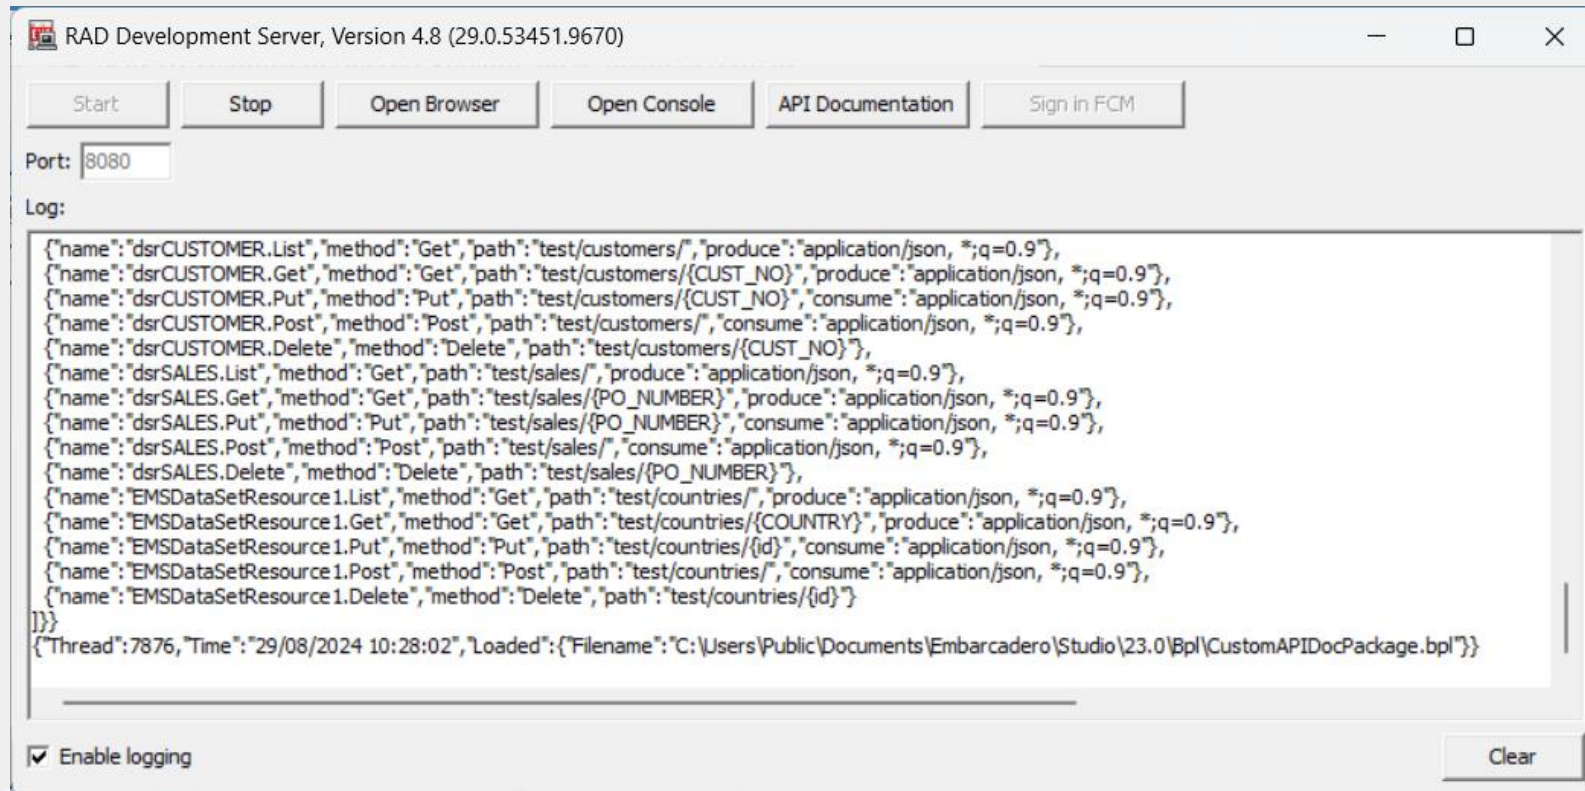 RAD Development Server, Version 4.8 (29.0.53451.9670)
Start Stop Open Browser Open Console API Documentation Sign in FCM
Port: 8080
Log:
{"name":"dsrCUSTOMER.List","method":"Get","path":"test/customers/","produce":"application/json, *;q=0.9"},
{"name":"dsrCUSTOMER.Get","method":"Get","path":"test/customers/{CUST_NO}","produce":"application/json, *;q=0.9"},
{"name":"dsrCUSTOMER.Put","method":"Put","path":"test/customers/{CUST_NO}","consume":"application/json, *;q=0.9"},
{"name":"dsrCUSTOMER.Post","method":"Post","path":"test/customers/","consume":"application/json, *;q=0.9"},
{"name":"dsrCUSTOMER.Delete","method":"Delete","path":"test/customers/{CUST_NO}"},
{"name":"dsrSALES.List","method":"Get","path":"test/sales/","produce":"application/json, *;q=0.9"},
{"name":"dsrSALES.Get","method":"Get","path":"test/sales/{PO_NUMBER}","produce":"application/json, *;q=0.9"},
{"name":"dsrSALES.Put","method":"Put","path":"test/sales/{PO_NUMBER}","consume":"application/json, *;q=0.9"},
{"name":"dsrSALES.Post","method":"Post","path":"test/sales/","consume":"application/json, *;q=0.9"},
{"name":"dsrSALES.Delete","method":"Delete","path":"test/sales/{PO_NUMBER}"},
{"name":"EMSDataSetResource1.List","method":"Get","path":"test/countries/","produce":"application/json, *;q=0.9"},
{"name":"EMSDataSetResource1.Get","method":"Get","path":"test/countries/{COUNTRY}","produce":"application/json, *;q=0.9"},
{"name":"EMSDataSetResource1.Put","method":"Put","path":"test/countries/{id}","consume":"application/json, *;q=0.9"},
{"name":"EMSDataSetResource1.Post","method":"Post","path":"test/countries/","consume":"application/json, *;q=0.9"},
{"name":"EMSDataSetResource1.Delete","method":"Delete","path":"test/countries/{id}"}
]}}
{"Thread":7876,"Time":"29/08/2024 10:28:02","Loaded":{"Filename":"C:\Users\Public\Documents\Embarcadero\Studio\23.0\Bpl\CustomAPIDocPackage.bpl"}}
Enable logging Clear